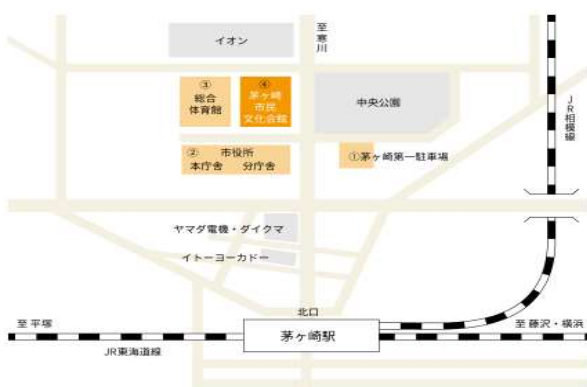 イオン
至寒川
③
総合
体育館
④
茅ヶ崎
市民
文化会館
中央公園
JR相模線
② 市役所
本庁舎 分庁舎
①茅ヶ崎第一駐車場
ヤマダ電機・ダイクマ
イトーヨーカドー
北口
至 平塚
茅ヶ崎駅
至 藤沢・横浜
JR東海道線